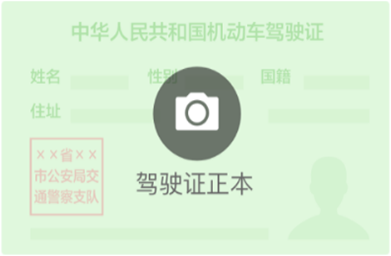 中华人民共和国机动车驾驶证
姓名 性别 国籍
住址
××省××
市公安局交
通警察支队
驾驶证正本